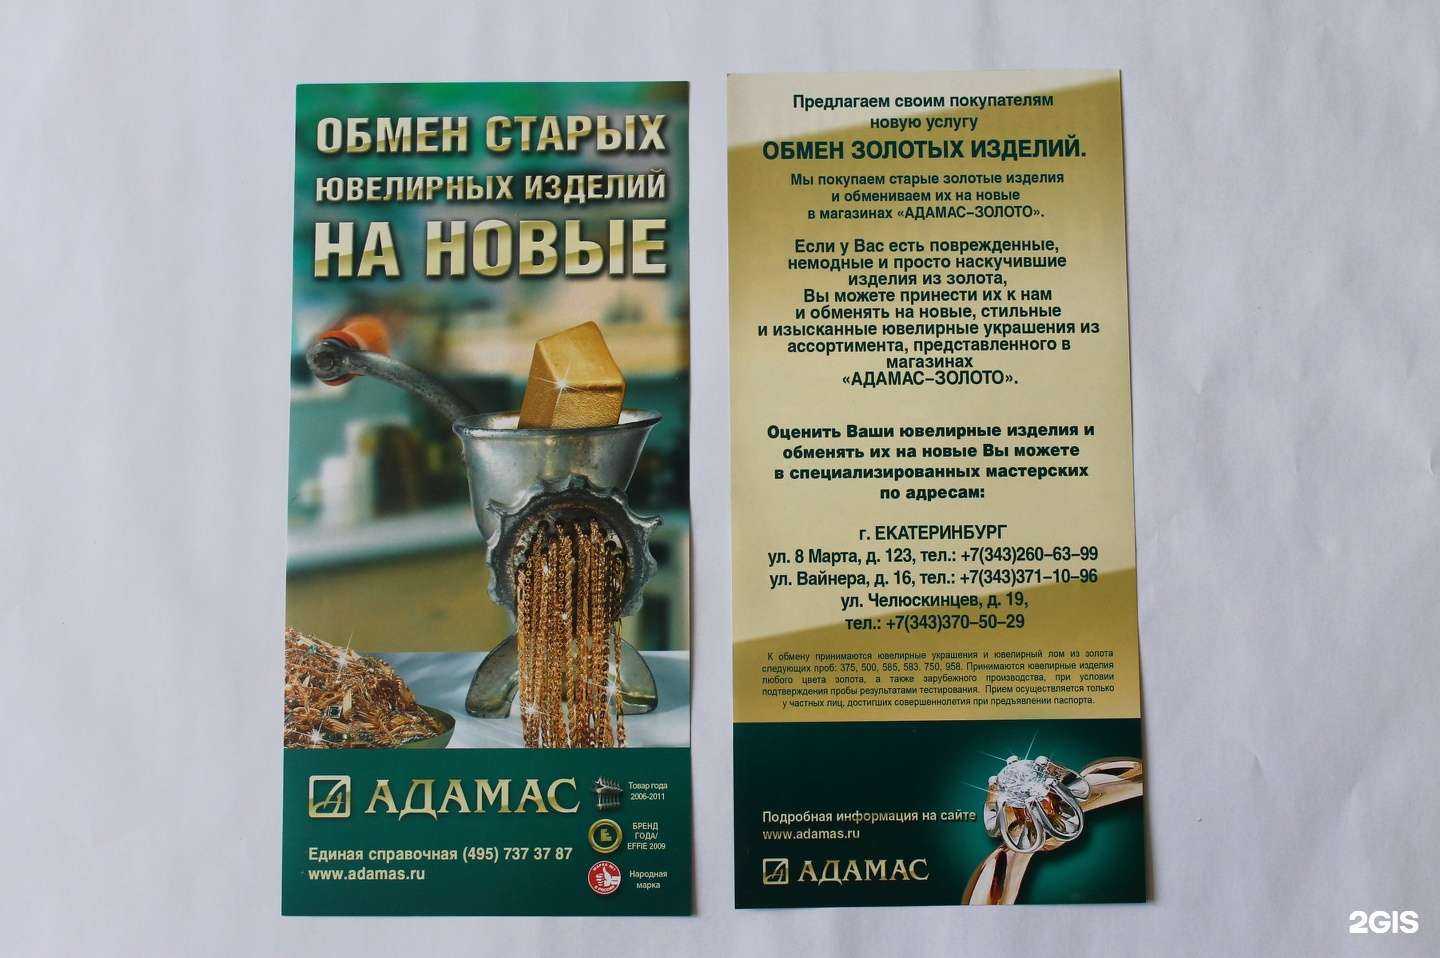 ОБМЕН СТАРЫХ
ЮВЕЛИРНЫХ ИЗДЕЛИЙ
НА НОВЫЕ
АДАМАС
Товар года
2006-2011
БРЕНД
ГОДА/
EFFIE 2009
Народная
марка
Единая справочная (495) 737 37 87
www.adamas.ru
Предлагаем своим покупателям
новую услугу
ОБМЕН ЗОЛОТЫХ ИЗДЕЛИЙ.
Мы покупаем старые золотые изделия
и обмениваем их на новые
в магазинах «АДАМАС–ЗОЛОТО».
Если у Вас есть поврежденные,
немодные и просто наскучившие
изделия из золота,
Вы можете принести их к нам
и обменять на новые, стильные
и изысканные ювелирные украшения из
ассортимента, представленного в
магазинах
«АДАМАС–ЗОЛОТО».
Оценить Ваши ювелирные изделия и
обменять их на новые Вы можете
в специализированных мастерских
по адресам:
г. ЕКАТЕРИНБУРГ
ул. 8 Марта, д. 123, тел.: +7(343)260–63–99
ул. Вайнера, д. 16, тел.: +7(343)371–10–96
ул. Челюскинцев, д. 19,
тел.: +7(343)370–50–29
К обмену принимаются ювелирные украшения и ювелирный лом из золота
следующих проб: 375, 500, 585, 583, 750, 958. Принимаются ювелирные изделия
любого цвета золота, а также зарубежного производства, при условии
подтверждения пробы результатами тестирования. Прием осуществляется только
у частных лиц, достигших совершеннолетия при предъявлении паспорта.
Подробная информация на сайте
www.adamas.ru
АДАМАС
2GIS